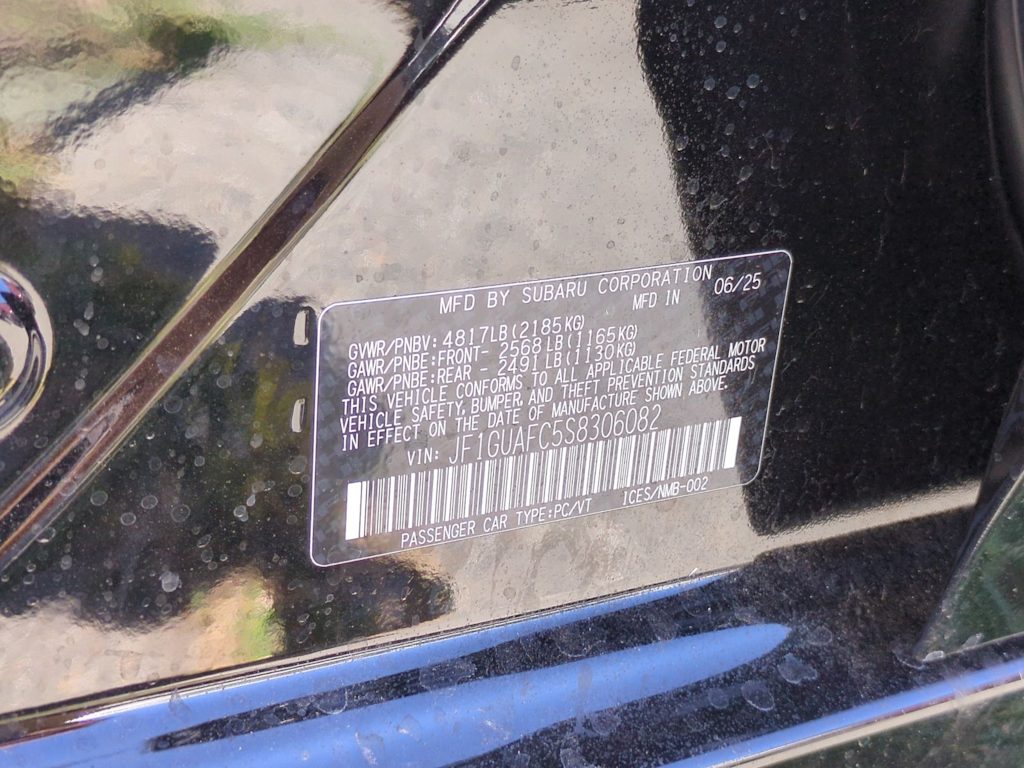 MFD BY SUBARU CORPORATION
MFD IN 06/25
GVWR/PNBV: 4817LB(2185KG)
GAWR/PNBE:FRONT- 2568LB(1165KG)
GAWR/PNBE:REAR - 2491LB(1130KG)
THIS VEHICLE CONFORMS TO ALL APPLICABLE FEDERAL MOTOR
VEHICLE SAFETY, BUMPER, AND THEFT PREVENTION STANDARDS
IN EFFECT ON THE DATE OF MANUFACTURE SHOWN ABOVE.
VIN: JF1GUAFC5S8306082
PASSENGER CAR TYPE:PC/VT ICES/NMB-002